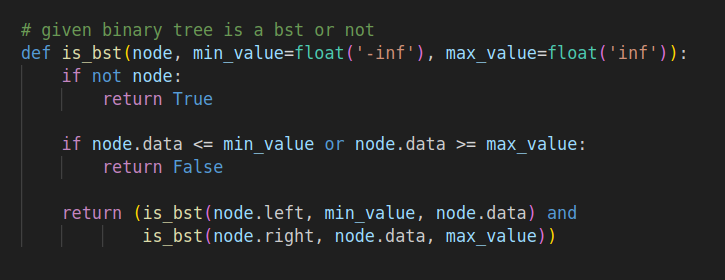 # given binary tree is a bst or not
def is_bst(node, min_value=float('-inf'), max_value=float('inf')):
    if not node:
        return True

    if node.data <= min_value or node.data >= max_value:
        return False

    return (is_bst(node.left, min_value, node.data) and
            is_bst(node.right, node.data, max_value))